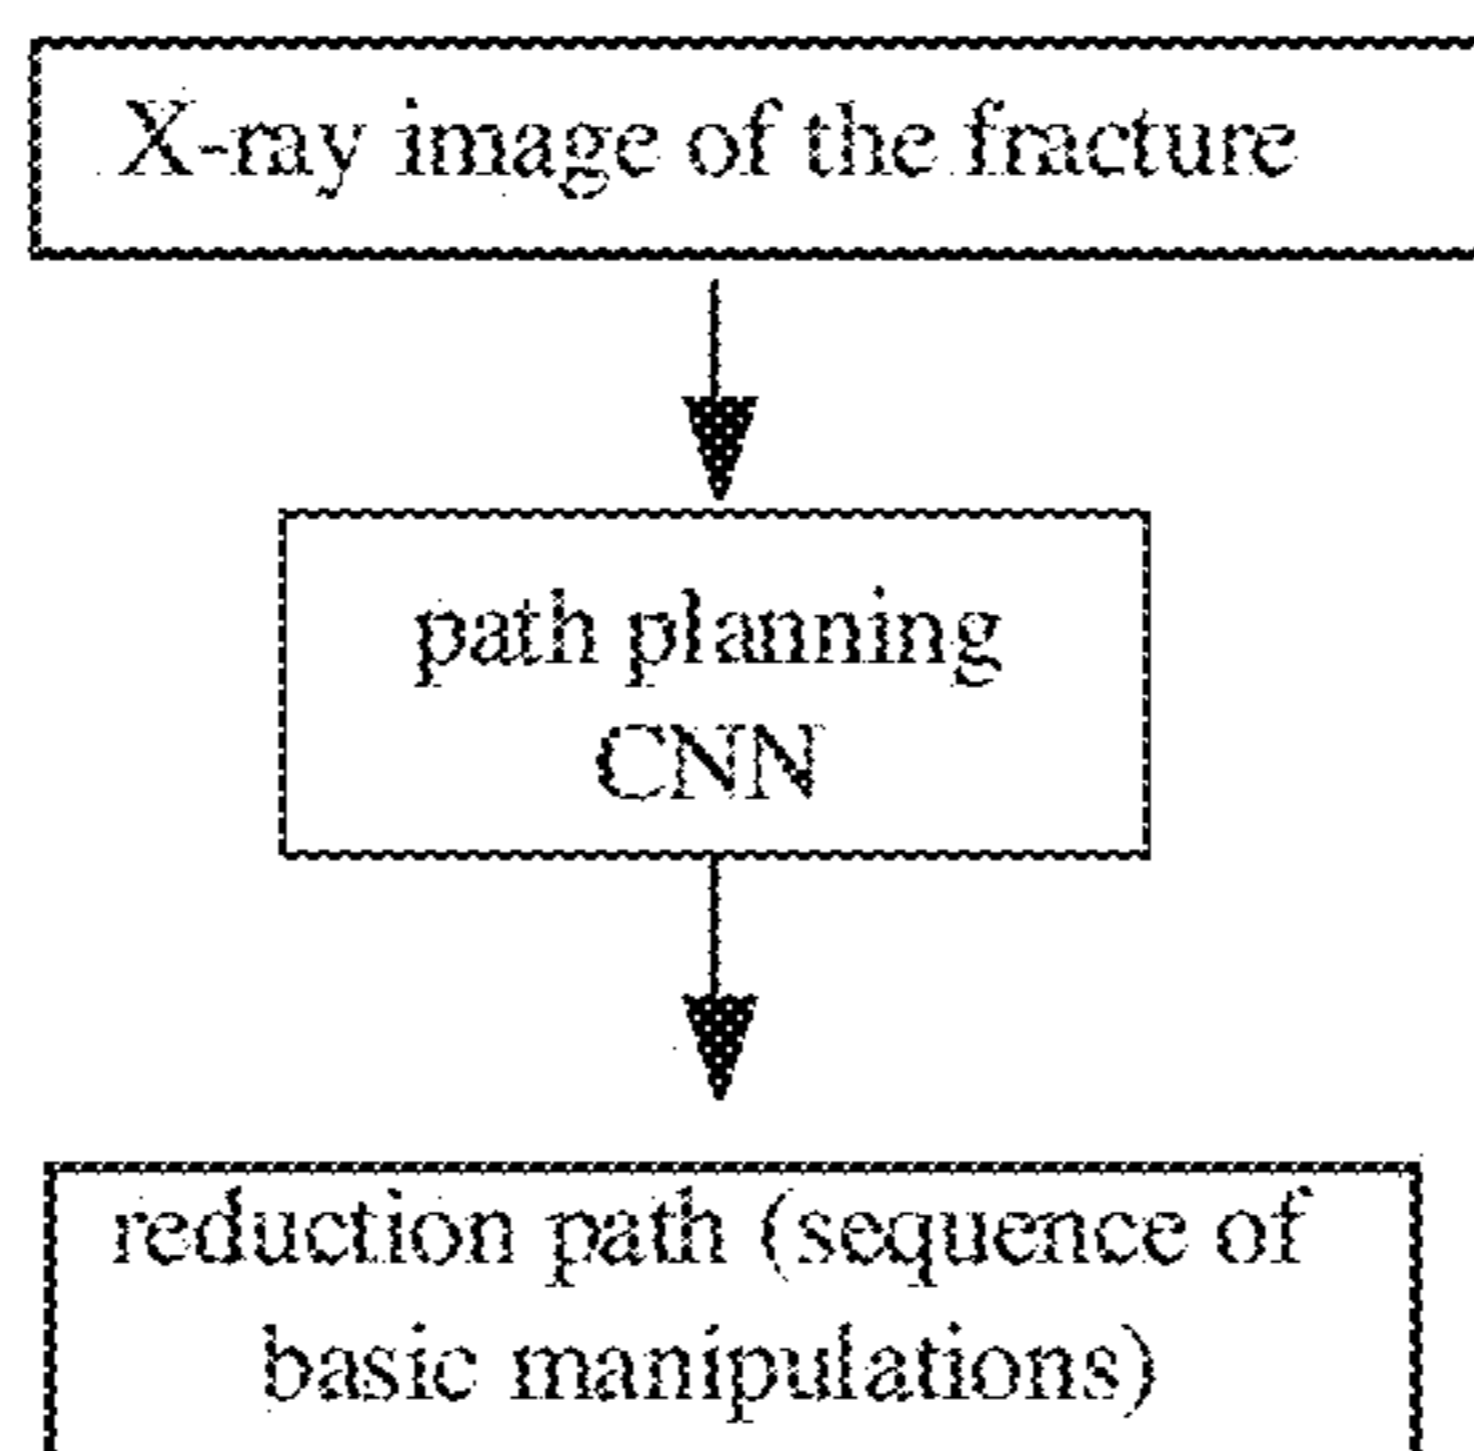 X-ray image of the fracture
path planning
CNN
reduction path (sequence of
basic manipulations)